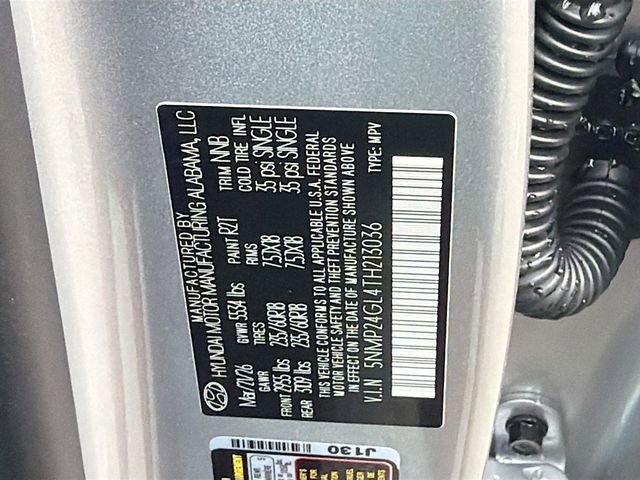 MANUFACTURED BY
HYUNDAI MOTOR MANUFACTURING ALABAMA, LLC
GVWR 5534 lbs PAINT R2T TRIM NNB
GAWR TIRES RIMS COLD TIRE INFL
FRONT 2955 lbs 235/60R18 7.5JX18 35 psi SINGLE
REAR 3109 lbs 235/60R18 7.5JX18 35 psi SINGLE
THIS VEHICLE CONFORMS TO ALL APPLICABLE U.S.A. FEDERAL
MOTOR VEHICLE SAFETY AND THEFT PREVENTION STANDARDS
IN EFFECT ON THE DATE OF MANUFACTURE SHOWN ABOVE
V.I.N 5NMP24GL4TH213036 TYPE: MPV
J130